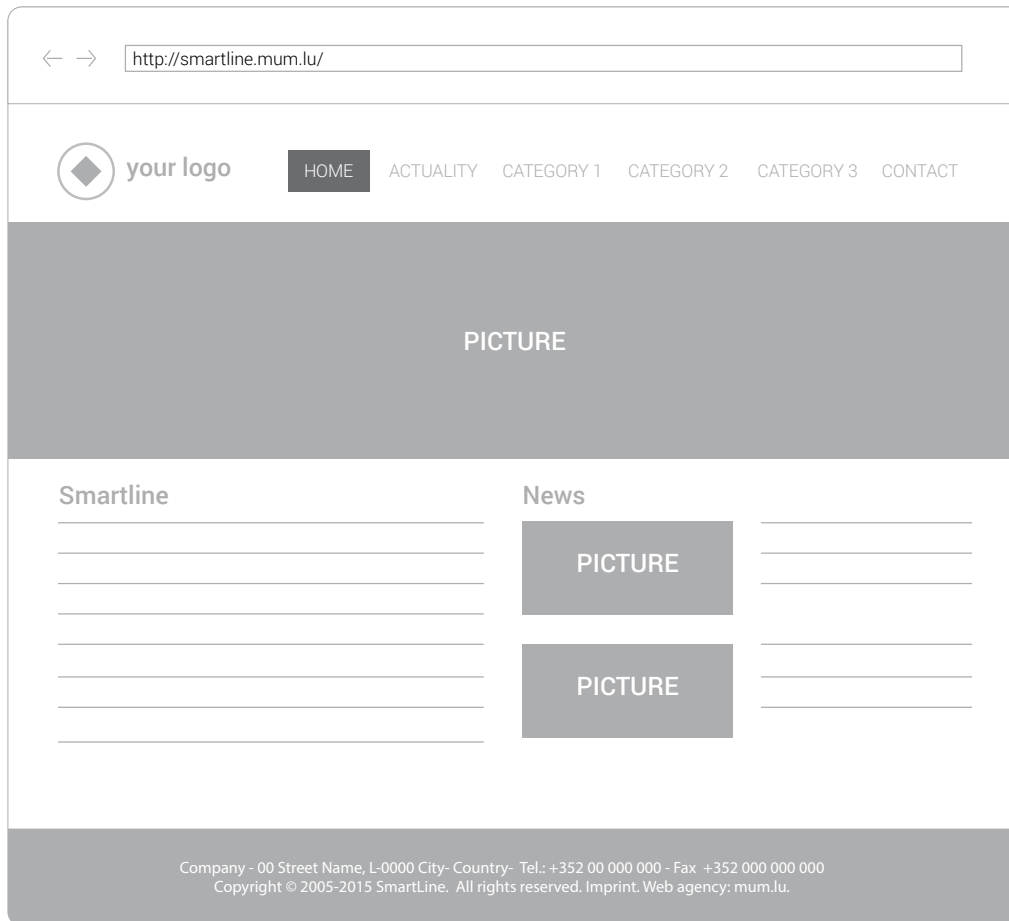 http://smartline.mum.lu/
your logo
HOME ACTUALITY CATEGORY 1 CATEGORY 2 CATEGORY 3 CONTACT
PICTURE
Smartline
News
PICTURE
PICTURE
Company - 00 Street Name, L-0000 City- Country- Tel.: +352 00 000 000 - Fax +352 000 000 000
Copyright © 2005-2015 SmartLine. All rights reserved. Imprint. Web agency: mum.lu.